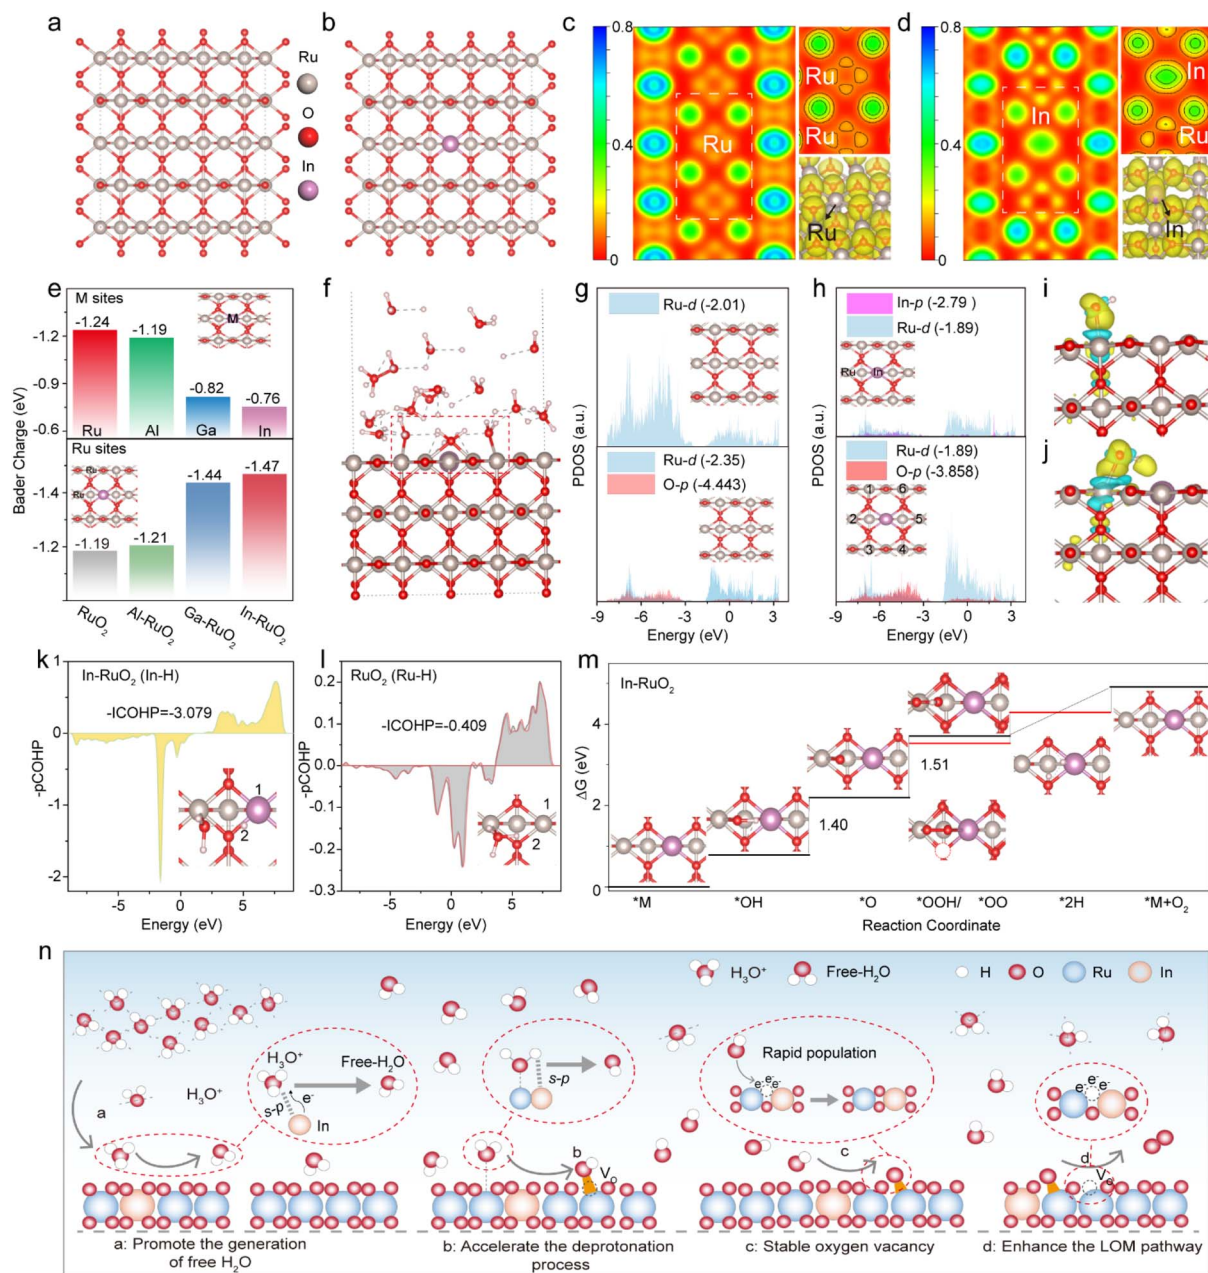 a
Ru
O
In
b
c
0.8
0.4
0
Ru
Ru
Ru
Ru
d
0.8
0.4
0
In
In
Ru
In
e
M sites
M
-1.24
-1.19
-0.82
-0.76
-1.2
-0.9
-0.6
Ru
Al
Ga
In
Bader Charge (eV)
Ru sites
Ru
Ru
-1.19
-1.21
-1.44
-1.47
-1.4
-1.2
RuO2
Al-RuO2
Ga-RuO2
In-RuO2
f
g
Ru-d (-2.01)
Ru-d (-2.35)
O-p (-4.443)
PDOS (a.u.)
-9
-6
-3
0
3
Energy (eV)
h
In-p (-2.79 )
Ru-d (-1.89)
Ru
In
Ru-d (-1.89)
O-p (-3.858)
1
6
2
5
3
4
PDOS (a.u.)
-9
-6
-3
0
3
Energy (eV)
i
j
k
In-RuO2 (In-H)
-ICOHP=-3.079
1
2
-pCOHP
1
0
-1
-2
-5
0
5
Energy (eV)
l
RuO2 (Ru-H)
-ICOHP=-0.409
1
2
-pCOHP
0.2
0.1
0.0
-0.1
-0.2
-0.3
-5
0
5
Energy (eV)
m
In-RuO2
1.51
1.40
ΔG (eV)
4
2
0
*M
*OH
*O
*OOH/
*OO
*2H
*M+O2
Reaction Coordinate
n
H3O+
Free-H2O
H
O
Ru
In
H3O+
Free-H2O
s-p
e-
In
H3O+
a
s-p
b
VO
Rapid population
e-
e-
e-
c
e-
e-
e-
d
VO
a: Promote the generation
of free H2O
b: Accelerate the deprotonation
process
c: Stable oxygen vacancy
d: Enhance the LOM pathway